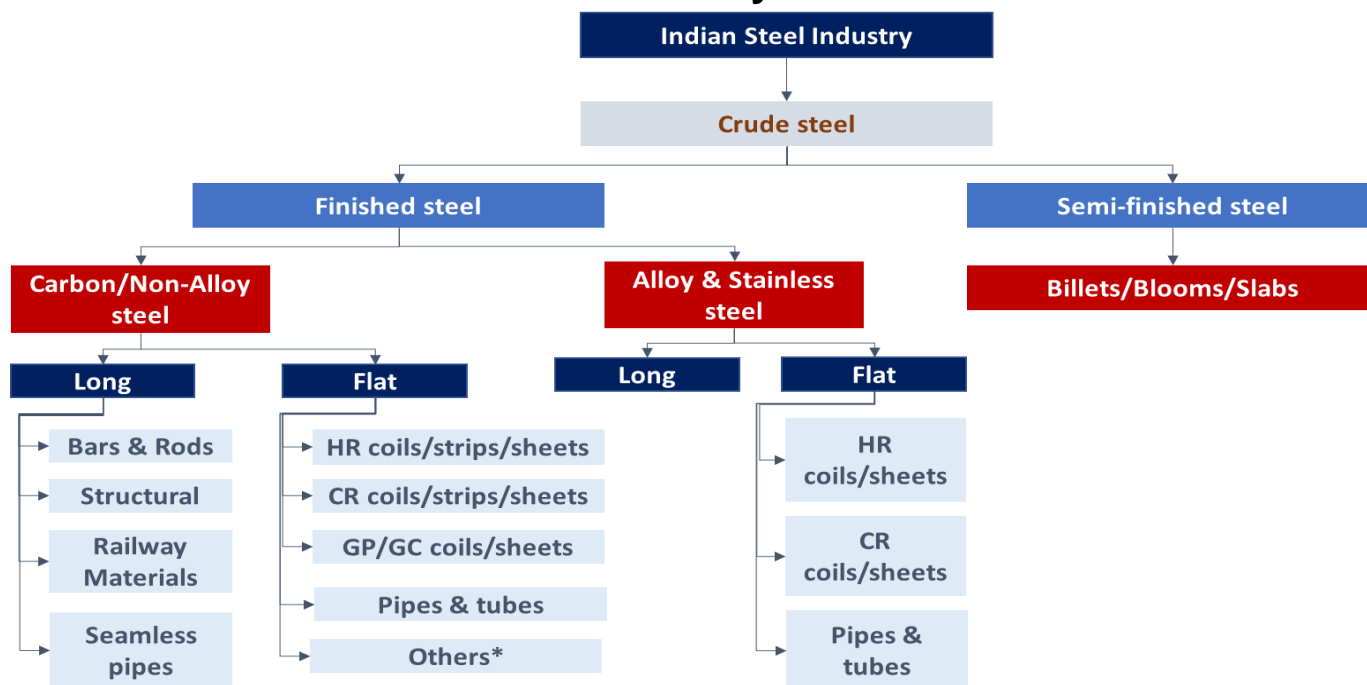 Indian Steel Industry
Crude steel
Finished steel
Semi-finished steel
Carbon/Non-Alloy
steel
Alloy & Stainless
steel
Billets/Blooms/Slabs
Long
Flat
Long
Flat
Bars & Rods
Structural
Railway
Materials
Seamless
pipes
HR coils/strips/sheets
CR coils/strips/sheets
GP/GC coils/sheets
Pipes & tubes
Others*
HR
coils/sheets
CR
coils/sheets
Pipes &
tubes